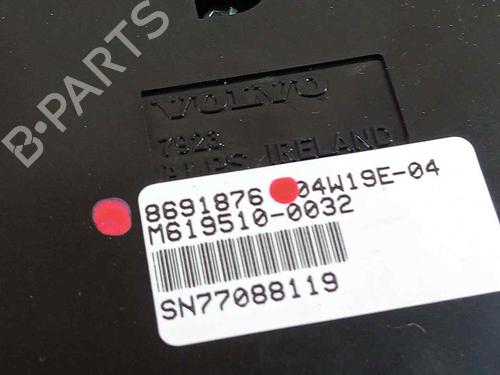 B-PARTS
VOLVO
7923
ALPS IRELAND
8691876 04W19E-04
M619510-0032
SN77088119